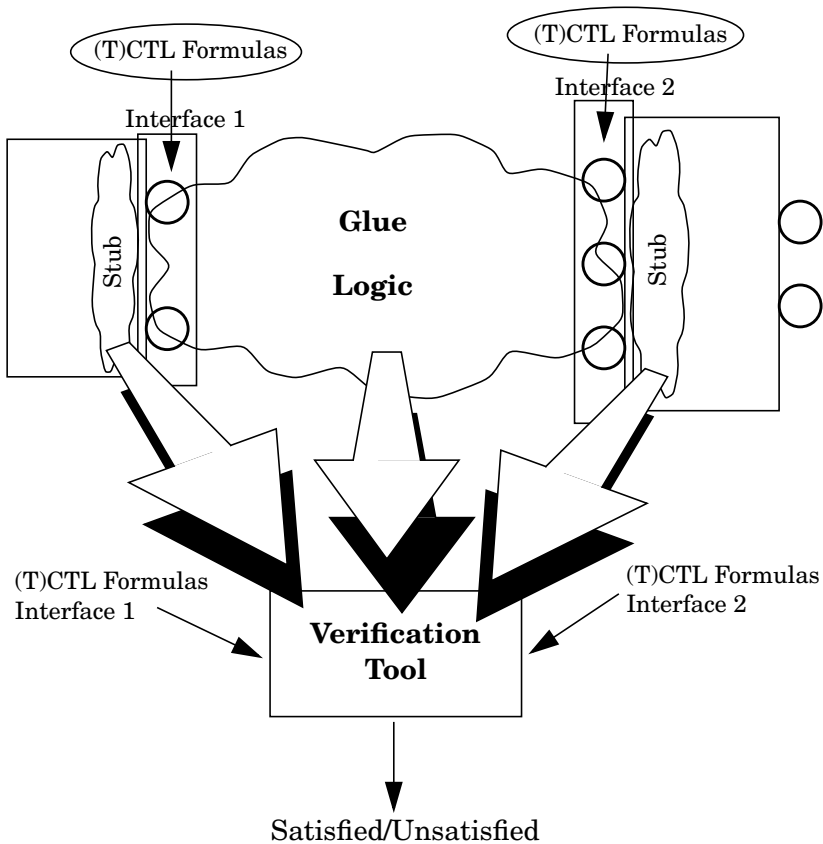 (T)CTL Formulas
(T)CTL Formulas
Interface 1
Interface 2
Stub
Glue
Logic
Stub
(T)CTL Formulas
Interface 1
(T)CTL Formulas
Interface 2
Verification
Tool
Satisfied/Unsatisfied